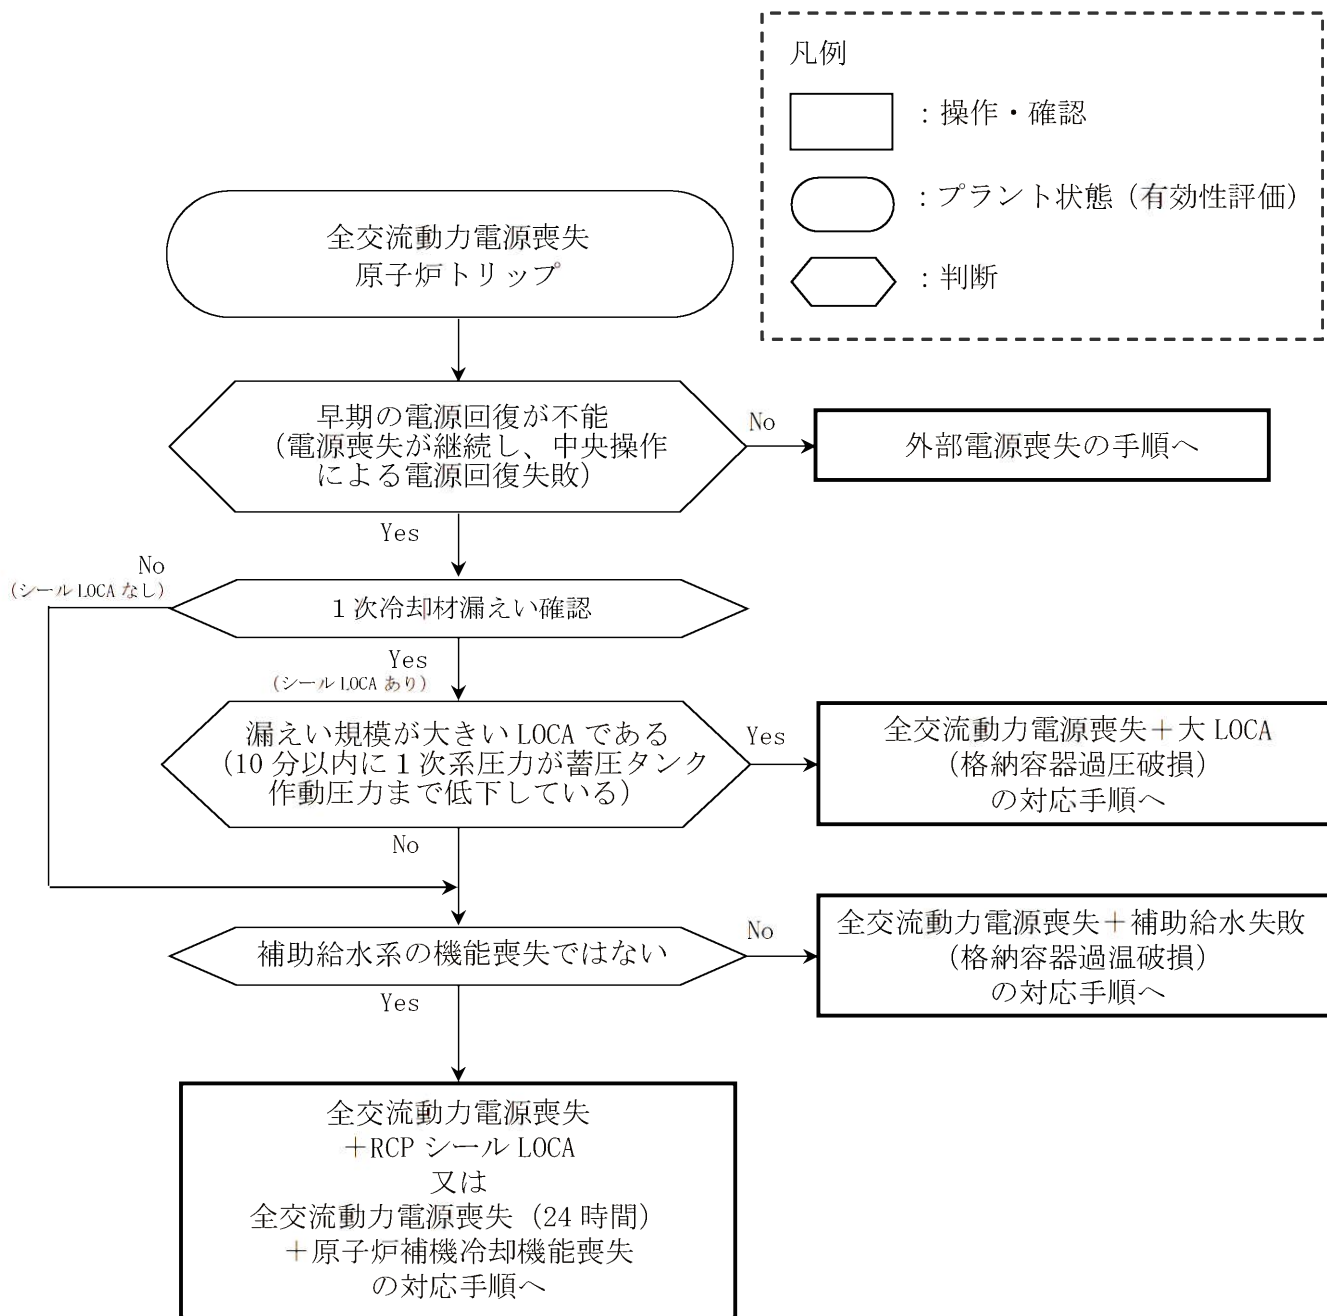 凡例
：操作・確認
：プラント状態（有効性評価）
：判断
全交流動力電源喪失
原子炉トリップ
早期の電源回復が不能
（電源喪失が継続し、中央操作
による電源回復失敗）
No
外部電源喪失の手順へ
Yes
No
（シール LOCA なし）
１次冷却材漏えい確認
Yes
（シール LOCA あり）
漏えい規模が大きい LOCA である
（10 分以内に１次系圧力が蓄圧タンク
作動圧力まで低下している）
Yes
全交流動力電源喪失＋大 LOCA
（格納容器過圧破損）
の対応手順へ
No
補助給水系の機能喪失ではない
No
全交流動力電源喪失＋補助給水失敗
（格納容器過温破損）
の対応手順へ
Yes
全交流動力電源喪失
＋RCP シール LOCA
又は
全交流動力電源喪失（24 時間）
＋原子炉補機冷却機能喪失
の対応手順へ